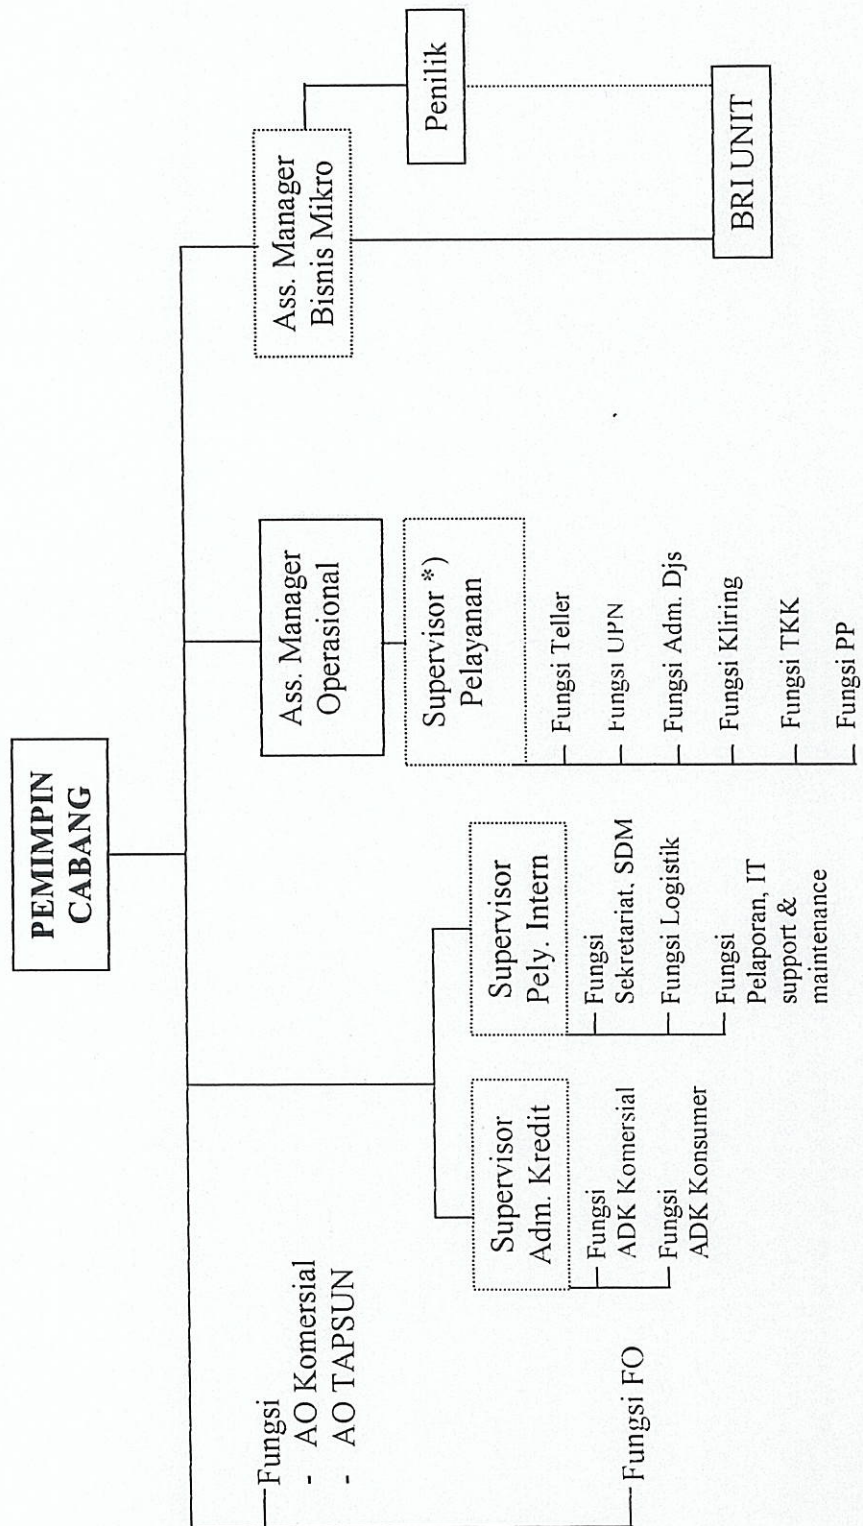 PEMIMPIN
CABANG
Fungsi
- AO Komersial
- AO TAPSUN
Fungsi FO
Supervisor
Adm. Kredit
Fungsi
ADK Komersial
Fungsi
ADK Konsumer
Supervisor
Pely. Intern
Fungsi
Sekretariat. SDM
Fungsi Logistik
Fungsi
Pelaporan, IT
support &
maintenance
Ass. Manager
Operasional
Supervisor *)
Pelayanan
Fungsi Teller
Fungsi UPN
Fungsi Adm. Djs
Fungsi Kliring
Fungsi TKK
Fungsi PP
Ass. Manager
Bisnis Mikro
Penilik
BRI UNIT